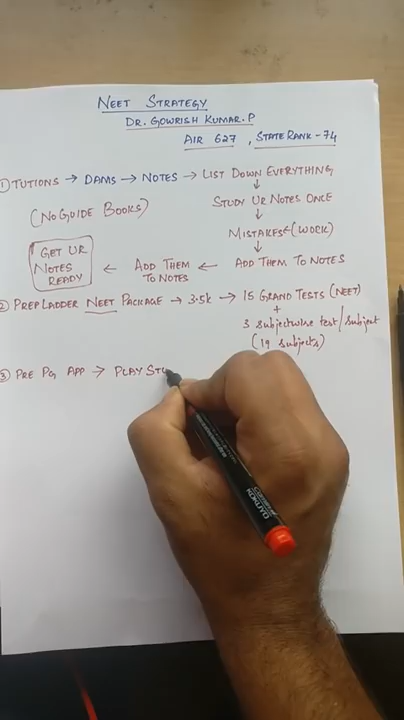 NEET STRATEGY
DR. GOWRISH KUMAR. P
AIR 627 , STATE RANK - 74
① TUTIONS → DAMS → NOTES → LIST DOWN EVERYTHING
↓
(NO GUIDE BOOKS) STUDY UR NOTES ONCE
↓
MISTAKES (WORK)
↓
GET UR NOTES READY ← ADD THEM TO NOTES ← ADD THEM TO NOTES
② PREPLADDER NEET PACKAGE → 3.5k → 15 GRAND TESTS (NEET)
+
3 subjectwise test/subject
(19 subjects)
③ PRE PG APP → PLAY ST